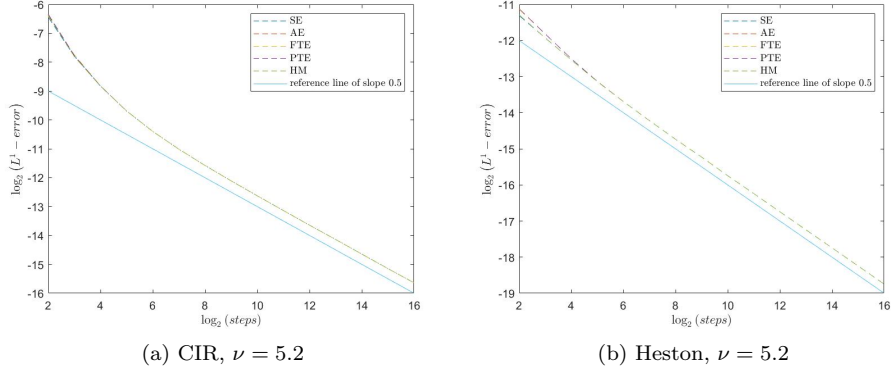 -6
-7
-8
-9
-10
-11
-12
-13
-14
-15
-16
log₂ (L¹ − error)
2 4 6 8 10 12 14 16
log₂ (steps)
SE
AE
FTE
PTE
HM
reference line of slope 0.5
(a) CIR, ν = 5.2
-11
-12
-13
-14
-15
-16
-17
-18
-19
log₂ (L¹ − error)
2 4 6 8 10 12 14 16
log₂ (steps)
SE
AE
FTE
PTE
HM
reference line of slope 0.5
(b) Heston, ν = 5.2